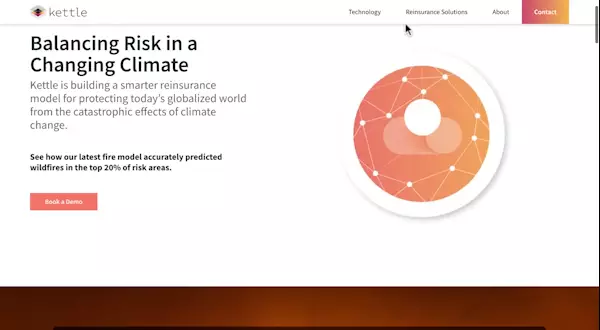 kettle
Technology
Reinsurance Solutions
About
Contact
Balancing Risk in a
Changing Climate
Kettle is building a smarter reinsurance
model for protecting today's globalized world
from the catastrophic effects of climate
change.
See how our latest fire model accurately predicted
wildfires in the top 20% of risk areas.
Book a Demo